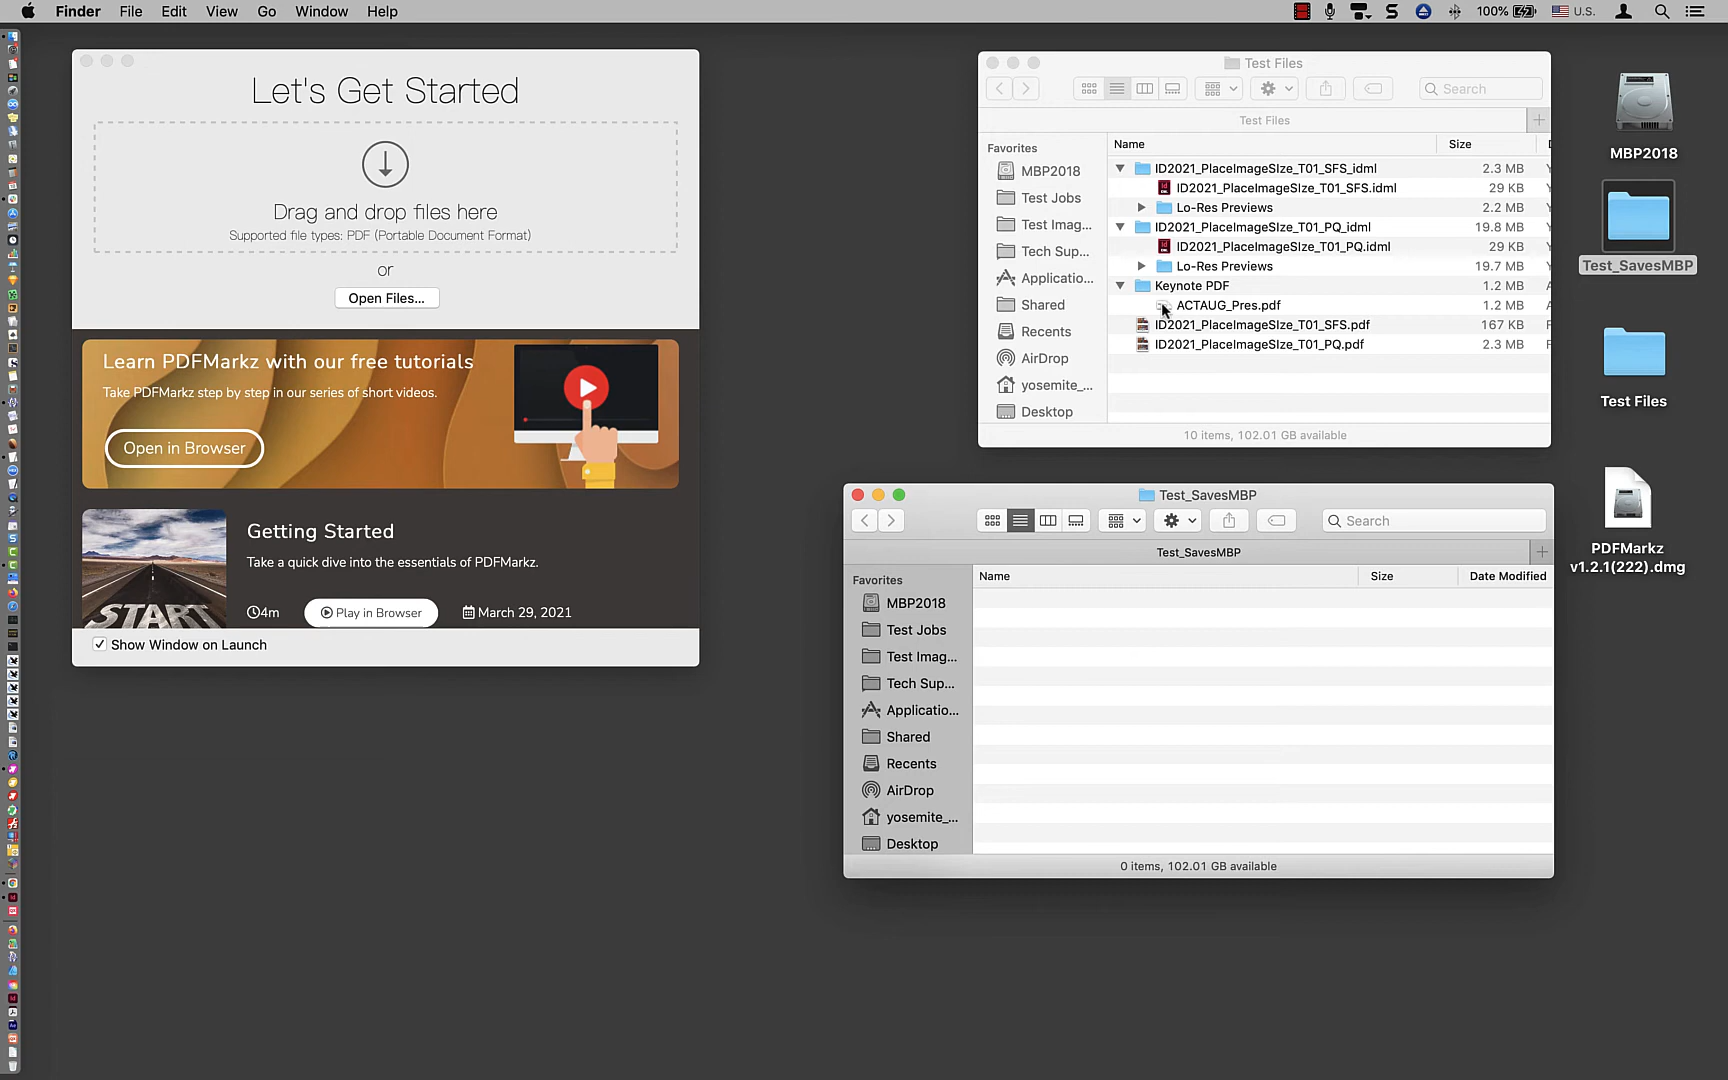 Finder File Edit View Go Window Help
100% U.S.
Let's Get Started
Drag and drop files here
Supported file types: PDF (Portable Document Format)
or
Open Files...
Learn PDFMarkz with our free tutorials
Take PDFMarkz step by step in our series of short videos.
Open in Browser
START
Getting Started
Take a quick dive into the essentials of PDFMarkz.
4m Play in Browser March 29, 2021
Show Window on Launch
Test Files
Search
Test Files
Favorites
MBP2018
Test Jobs
Test Imag...
Tech Sup...
Applicatio...
Shared
Recents
AirDrop
yosemite_...
Desktop
Name Size
ID2021_PlaceImageSIze_T01_SFS_idml 2.3 MB
ID2021_PlaceImageSIze_T01_SFS.idml 29 KB
Lo-Res Previews 2.2 MB
ID2021_PlaceImageSIze_T01_PQ_idml 19.8 MB
ID2021_PlaceImageSIze_T01_PQ.idml 29 KB
Lo-Res Previews 19.7 MB
Keynote PDF 1.2 MB
ACTAUG_Pres.pdf 1.2 MB
ID2021_PlaceImageSIze_T01_SFS.pdf 167 KB
ID2021_PlaceImageSIze_T01_PQ.pdf 2.3 MB
10 items, 102.01 GB available
Test_SavesMBP
Search
Test_SavesMBP
Favorites
MBP2018
Test Jobs
Test Imag...
Tech Sup...
Applicatio...
Shared
Recents
AirDrop
yosemite_...
Desktop
Name Size Date Modified
0 items, 102.01 GB available
MBP2018
Test_SavesMBP
Test Files
PDFMarkz
v1.2.1(222).dmg